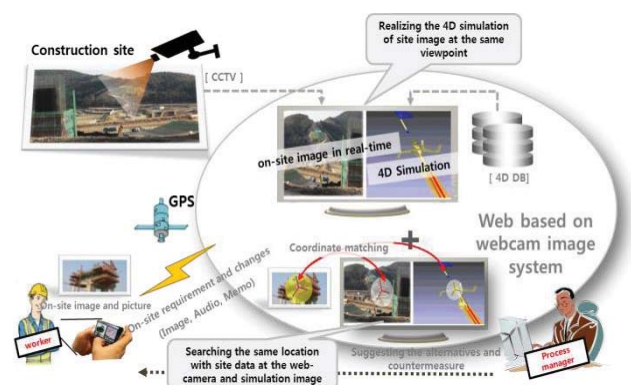 Realizing the 4D simulation
of site image at the same
viewpoint
Construction site
[ CCTV ]
on-site image in real-time
4D Simulation
[ 4D DB]
GPS
Web based on
webcam image
system
Coordinate matching
On-site image and picture
On-site requirement and changes
(Image, Audio, Memo)
worker
Searching the same location
with site data at the web-
camera and simulation image
Suggesting the alternatives and
countermeasure
Process
manager